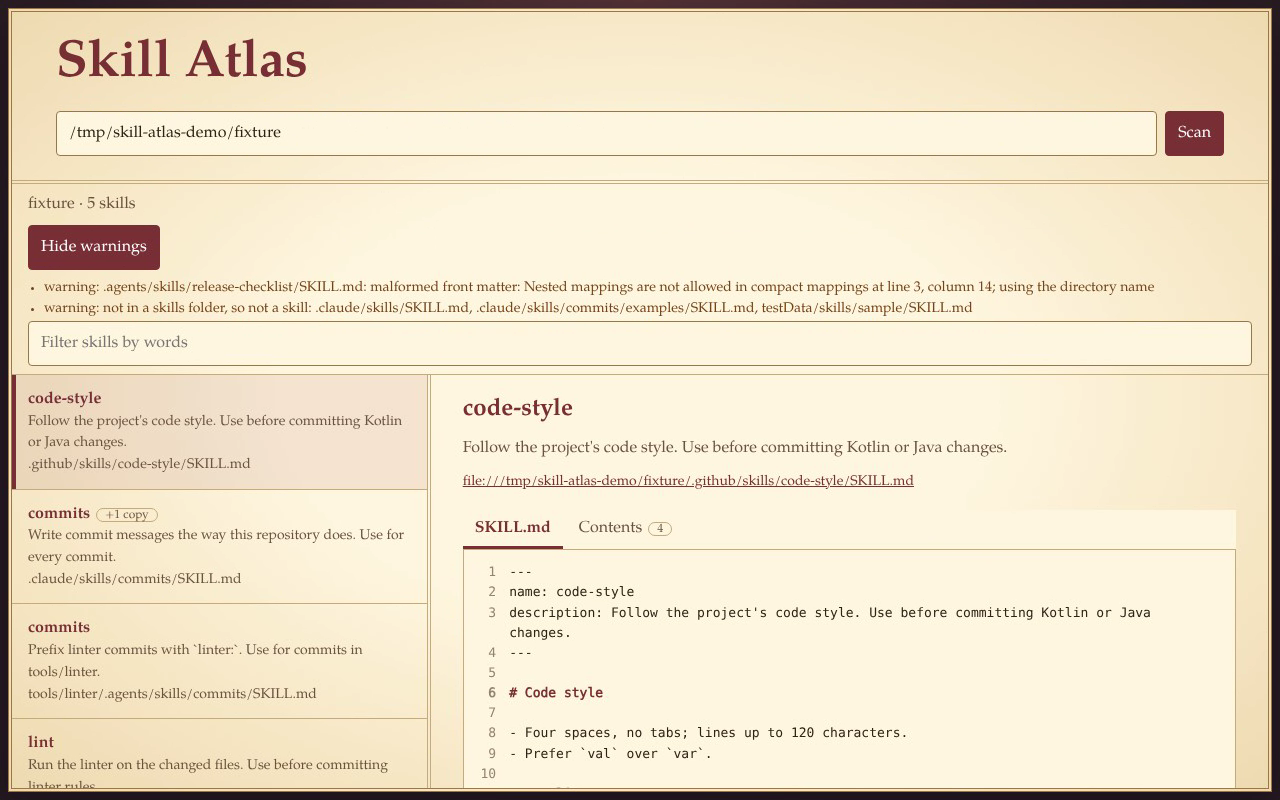 Skill Atlas
/tmp/skill-atlas-demo/fixture
Scan
fixture · 5 skills
Hide warnings
• warning: .agents/skills/release-checklist/SKILL.md: malformed front matter: Nested mappings are not allowed in compact mappings at line 3, column 14; using the directory name
• warning: not in a skills folder, so not a skill: .claude/skills/SKILL.md, .claude/skills/commits/examples/SKILL.md, testData/skills/sample/SKILL.md
Filter skills by words
code-style
Follow the project's code style. Use before committing Kotlin
or Java changes.
.github/skills/code-style/SKILL.md
commits +1 copy
Write commit messages the way this repository does. Use for
every commit.
.claude/skills/commits/SKILL.md
commits
Prefix linter commits with `linter:`. Use for commits in
tools/linter.
tools/linter/.agents/skills/commits/SKILL.md
lint
Run the linter on the changed files. Use before committing
linter rules.
code-style
Follow the project's code style. Use before committing Kotlin or Java changes.
file:///tmp/skill-atlas-demo/fixture/.github/skills/code-style/SKILL.md
SKILL.md Contents 4
1 ---
2 name: code-style
3 description: Follow the project's code style. Use before committing Kotlin or Java
changes.
4 ---
5
6 # Code style
7
8 - Four spaces, no tabs; lines up to 120 characters.
9 - Prefer `val` over `var`.
10